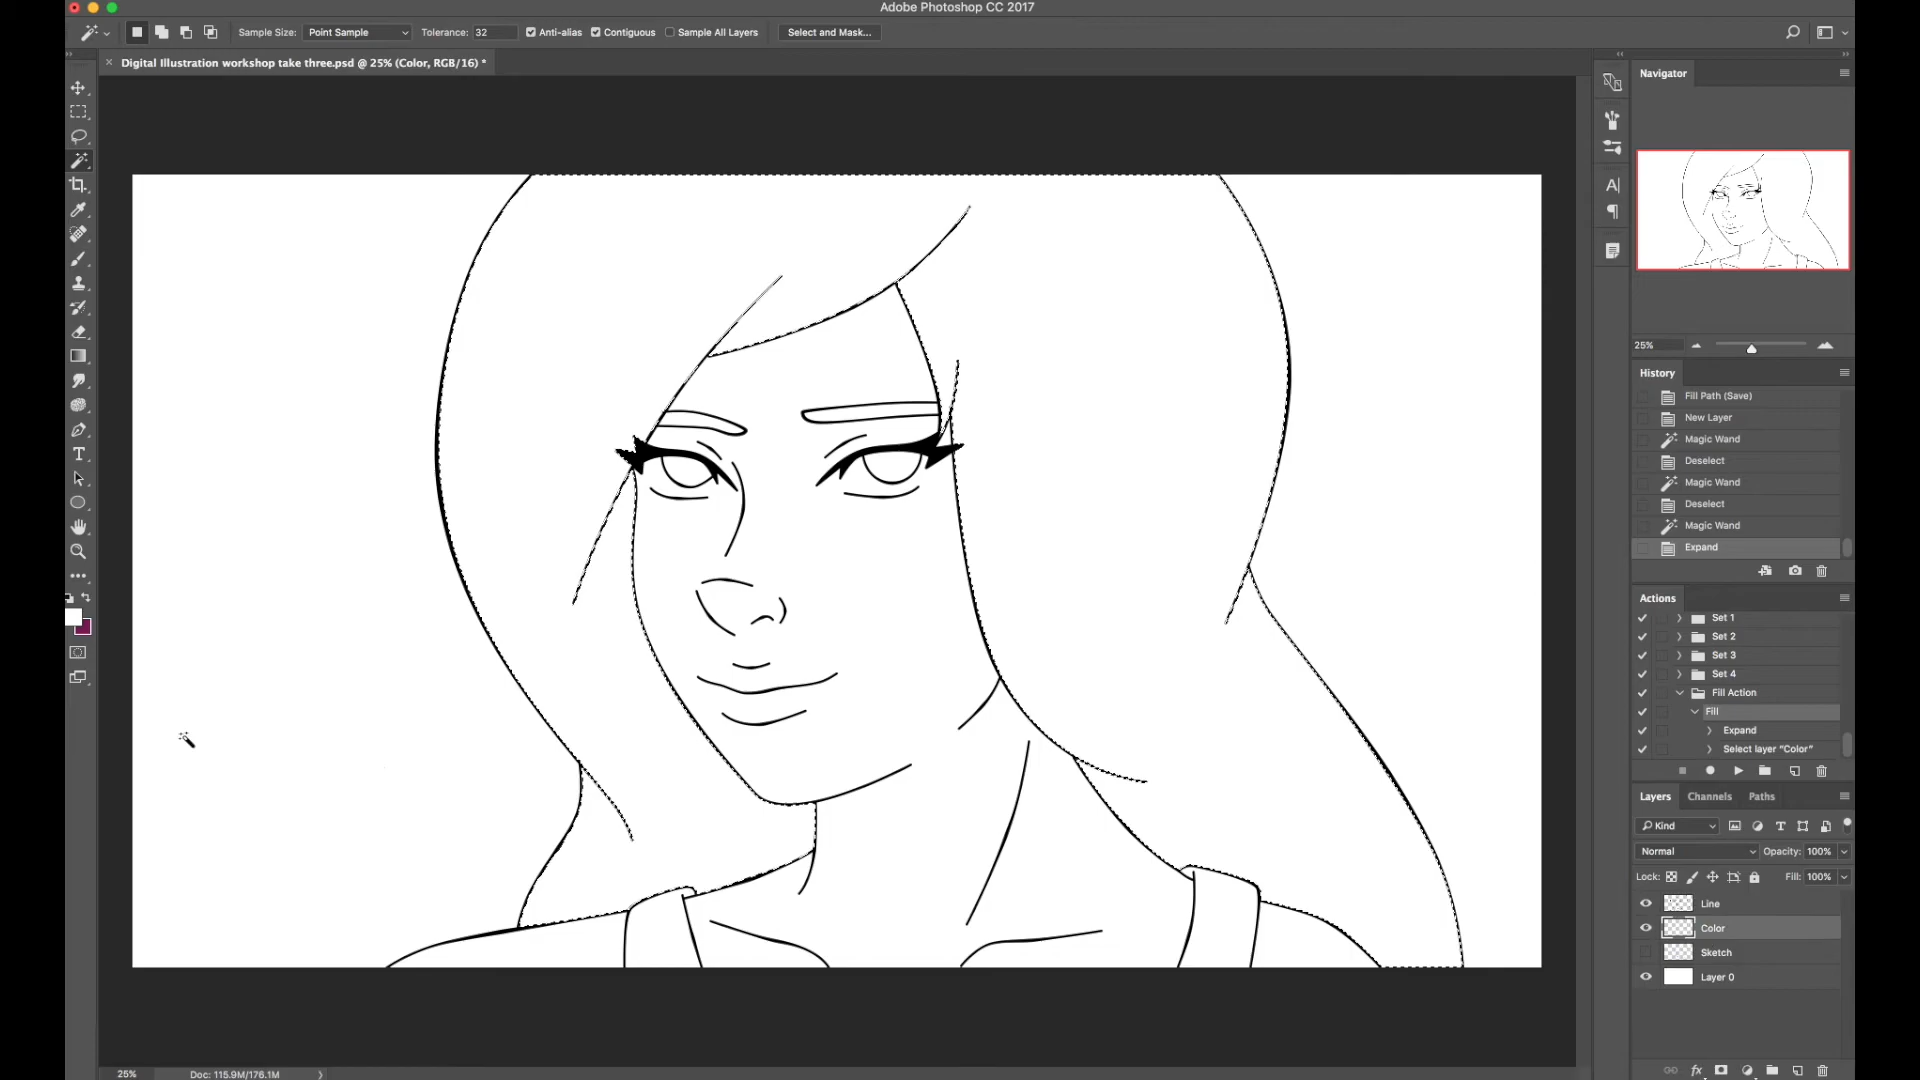 Adobe Photoshop CC 2017
Sample Size: Point Sample Tolerance: 32 Anti-alias Contiguous Sample All Layers Select and Mask...
Digital Illustration workshop take three.psd @ 25% (Color, RGB/16) *
Navigator
25%
History
Fill Path (Save)
New Layer
Magic Wand
Deselect
Magic Wand
Deselect
Magic Wand
Expand
Actions
Set 1
Set 2
Set 3
Set 4
Fill Action
Fill
Expand
Select layer "Color"
Layers Channels Paths
Kind
Normal Opacity: 100%
Lock: Fill: 100%
Line
Color
Sketch
Layer 0
25% Doc: 115.9M/176.1M